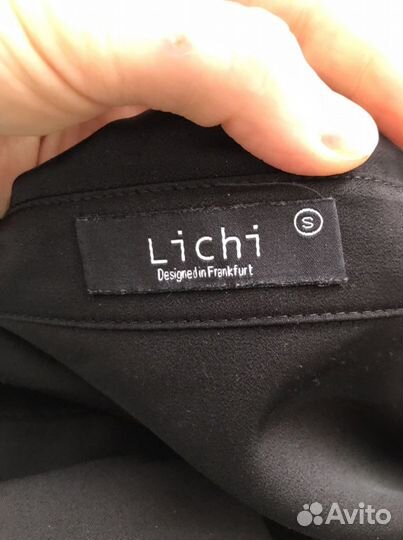 Lichi S
Designed in Frankfurt
Avito